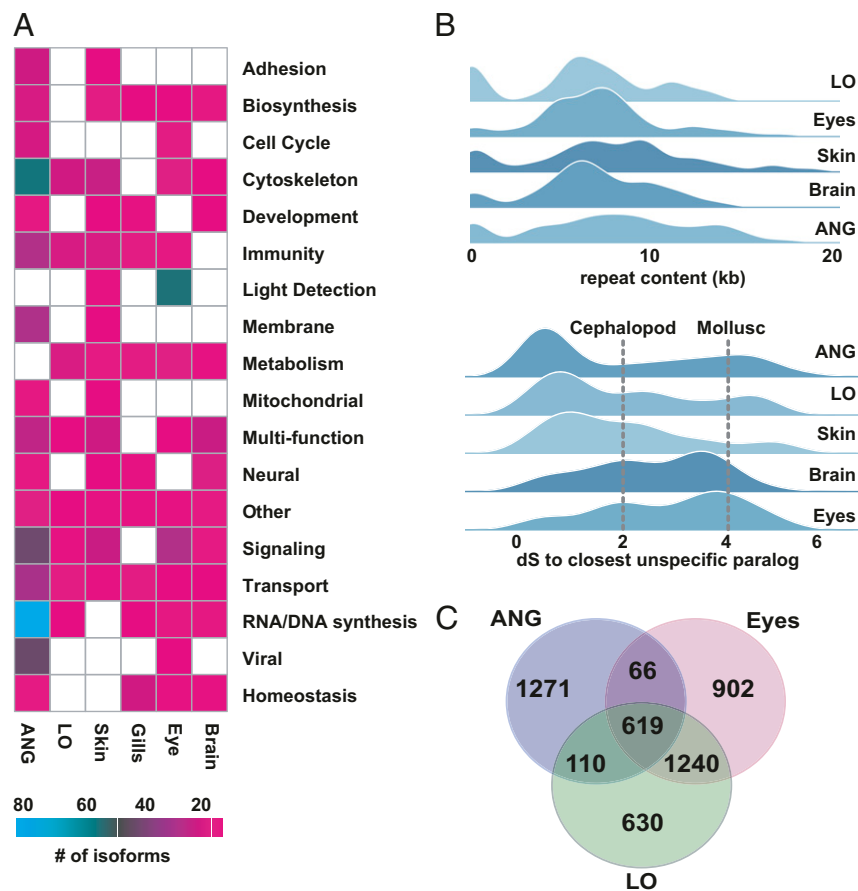 A
Adhesion
Biosynthesis
Cell Cycle
Cytoskeleton
Development
Immunity
Light Detection
Membrane
Metabolism
Mitochondrial
Multi-function
Neural
Other
Signaling
Transport
RNA/DNA synthesis
Viral
Homeostasis
ANG LO Skin Gills Eye Brain
80 60 40 20
# of isoforms
B
LO
Eyes
Skin
Brain
ANG
0 10 20
repeat content (kb)
Cephalopod Mollusc
ANG
LO
Skin
Brain
Eyes
0 2 4 6
dS to closest unspecific paralog
C
ANG Eyes
66
1271 902
619
110 1240
630
LO